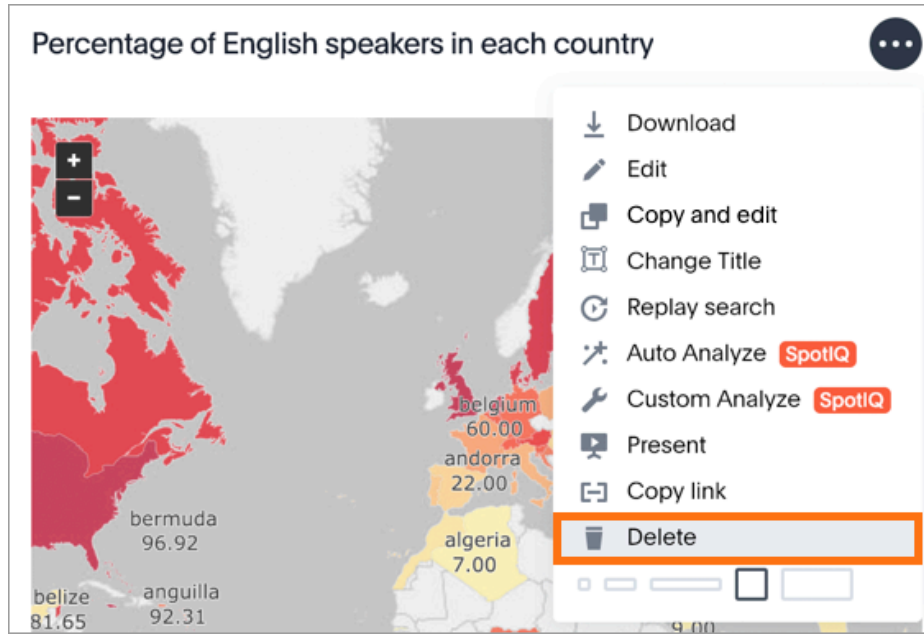 Percentage of English speakers in each country
Download
Edit
Copy and edit
Change Title
Replay search
Auto Analyze SpotIQ
Custom Analyze SpotIQ
Present
Copy link
Delete
belgium
60.00
andorra
22.00
bermuda
96.92
algeria
7.00
belize
81.65
anguilla
92.31
9.00